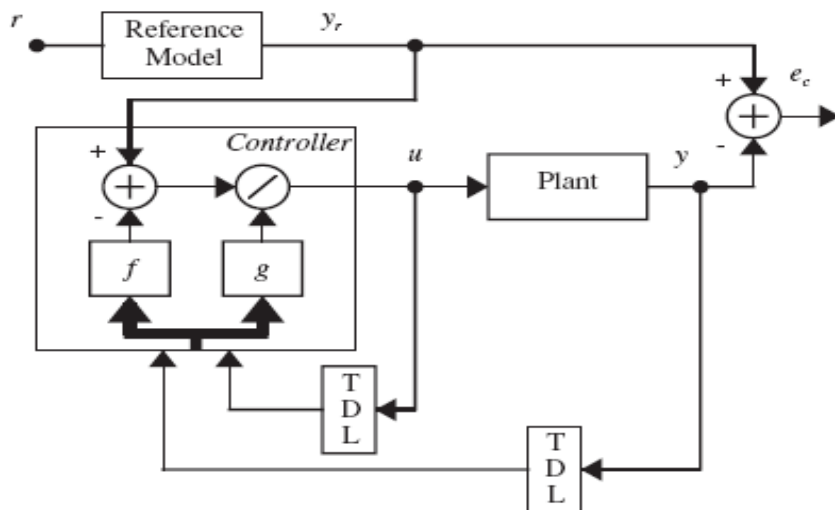 r
Reference
Model
y_r
+
-
e_c
+
-
Controller
u
Plant
y
f
g
T
D
L
T
D
L